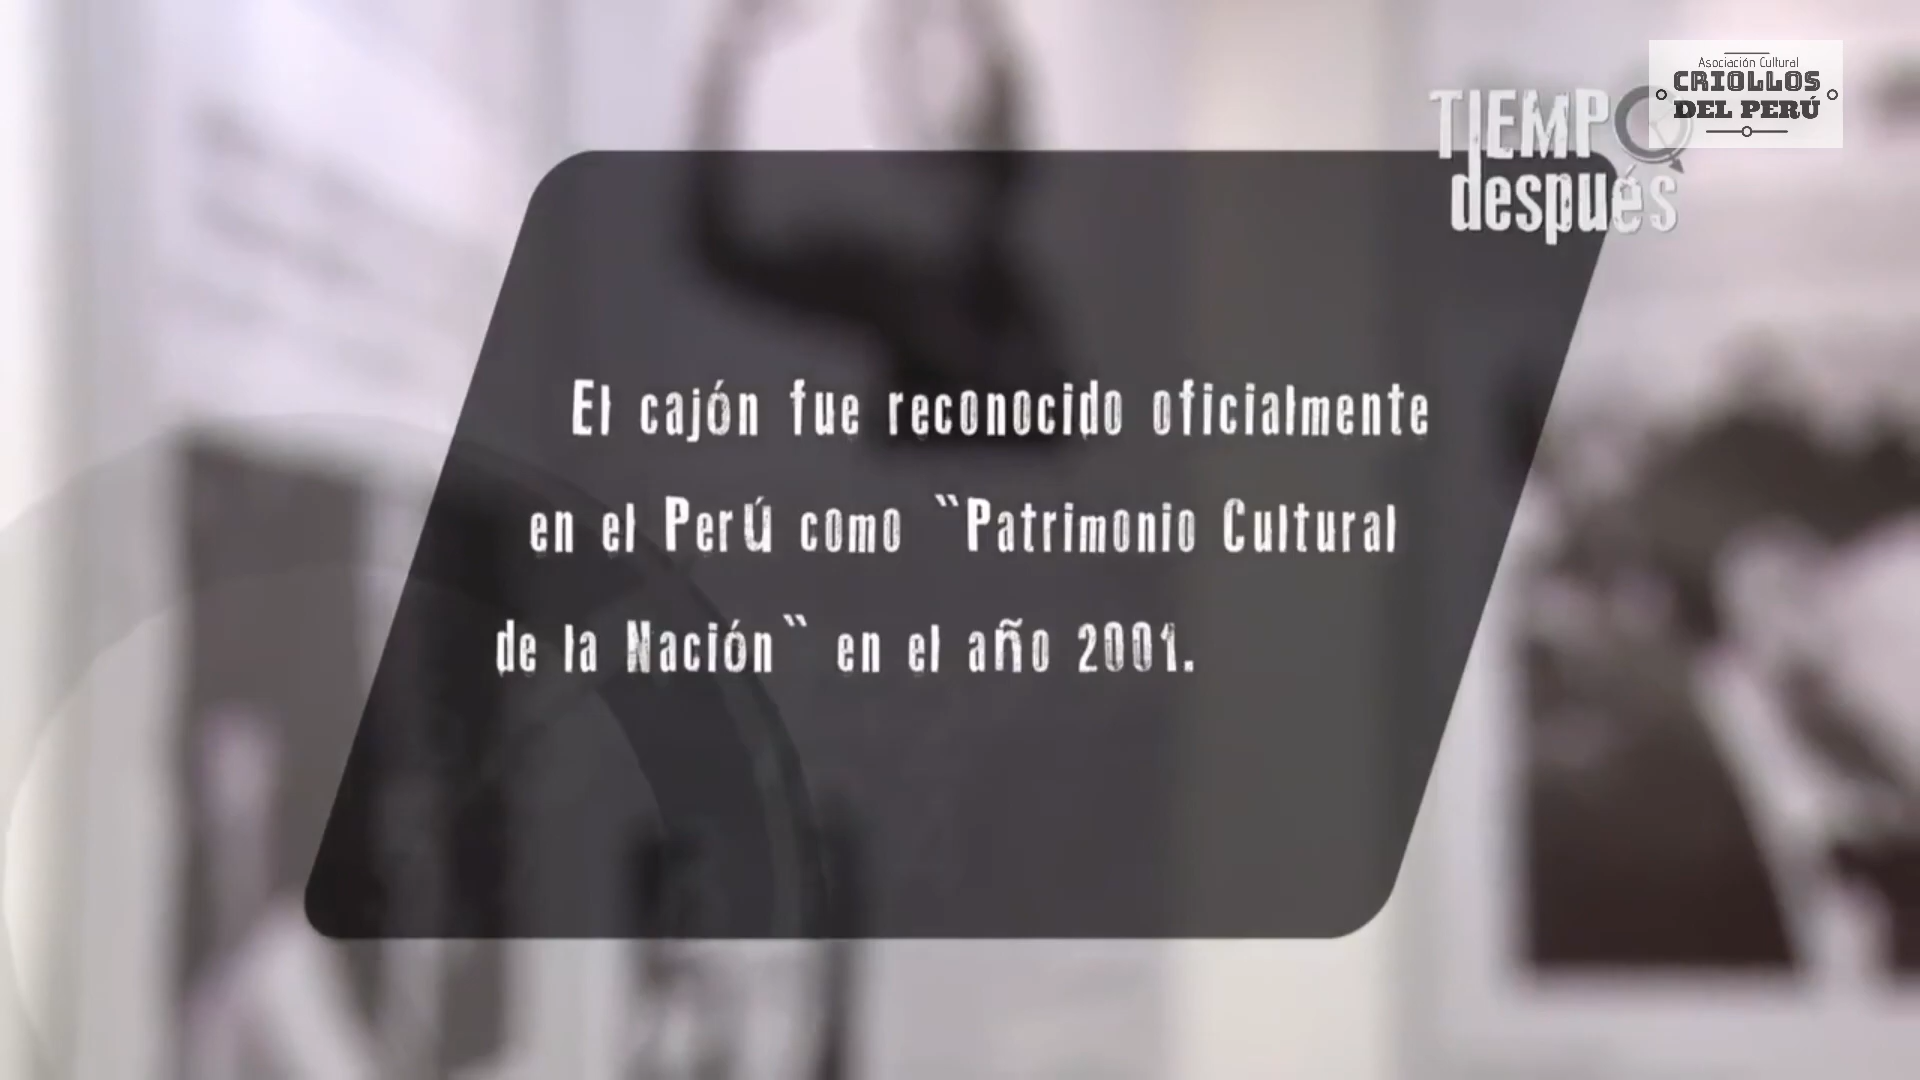 Asociación Cultural
CRIOLLOS
DEL PERÚ
TIEMPO
después
El cajón fue reconocido oficialmente
en el Perú como "Patrimonio Cultural
de la Nación" en el año 2001.